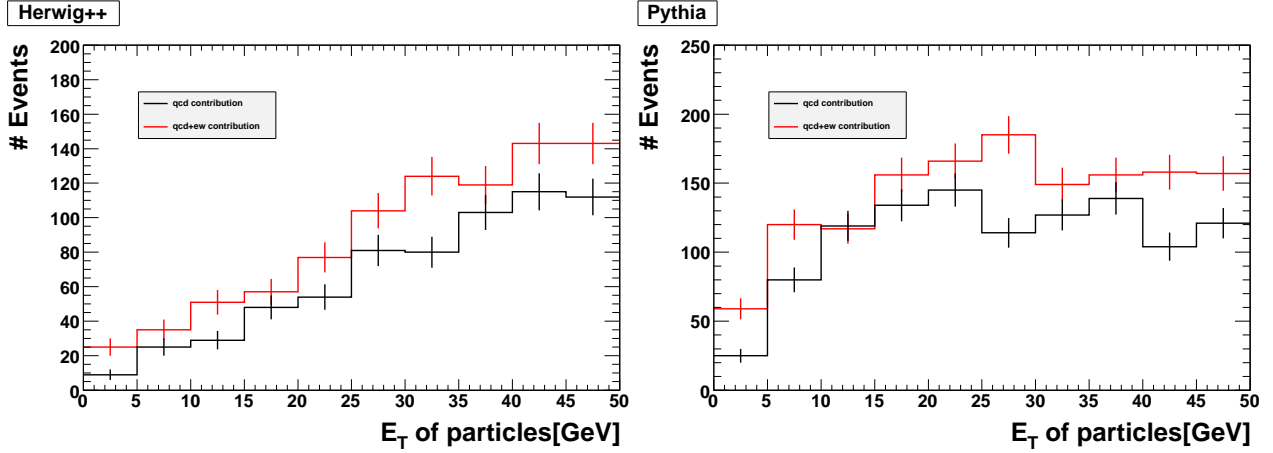 Herwig++
# Events
200
180
160
140
120
100
80
60
40
20
0
qcd contribution
qcd+ew contribution
0 5 10 15 20 25 30 35 40 45 50
E_T of particles[GeV]
Pythia
# Events
250
200
150
100
50
0
qcd contribution
qcd+ew contribution
0 5 10 15 20 25 30 35 40 45 50
E_T of particles[GeV]